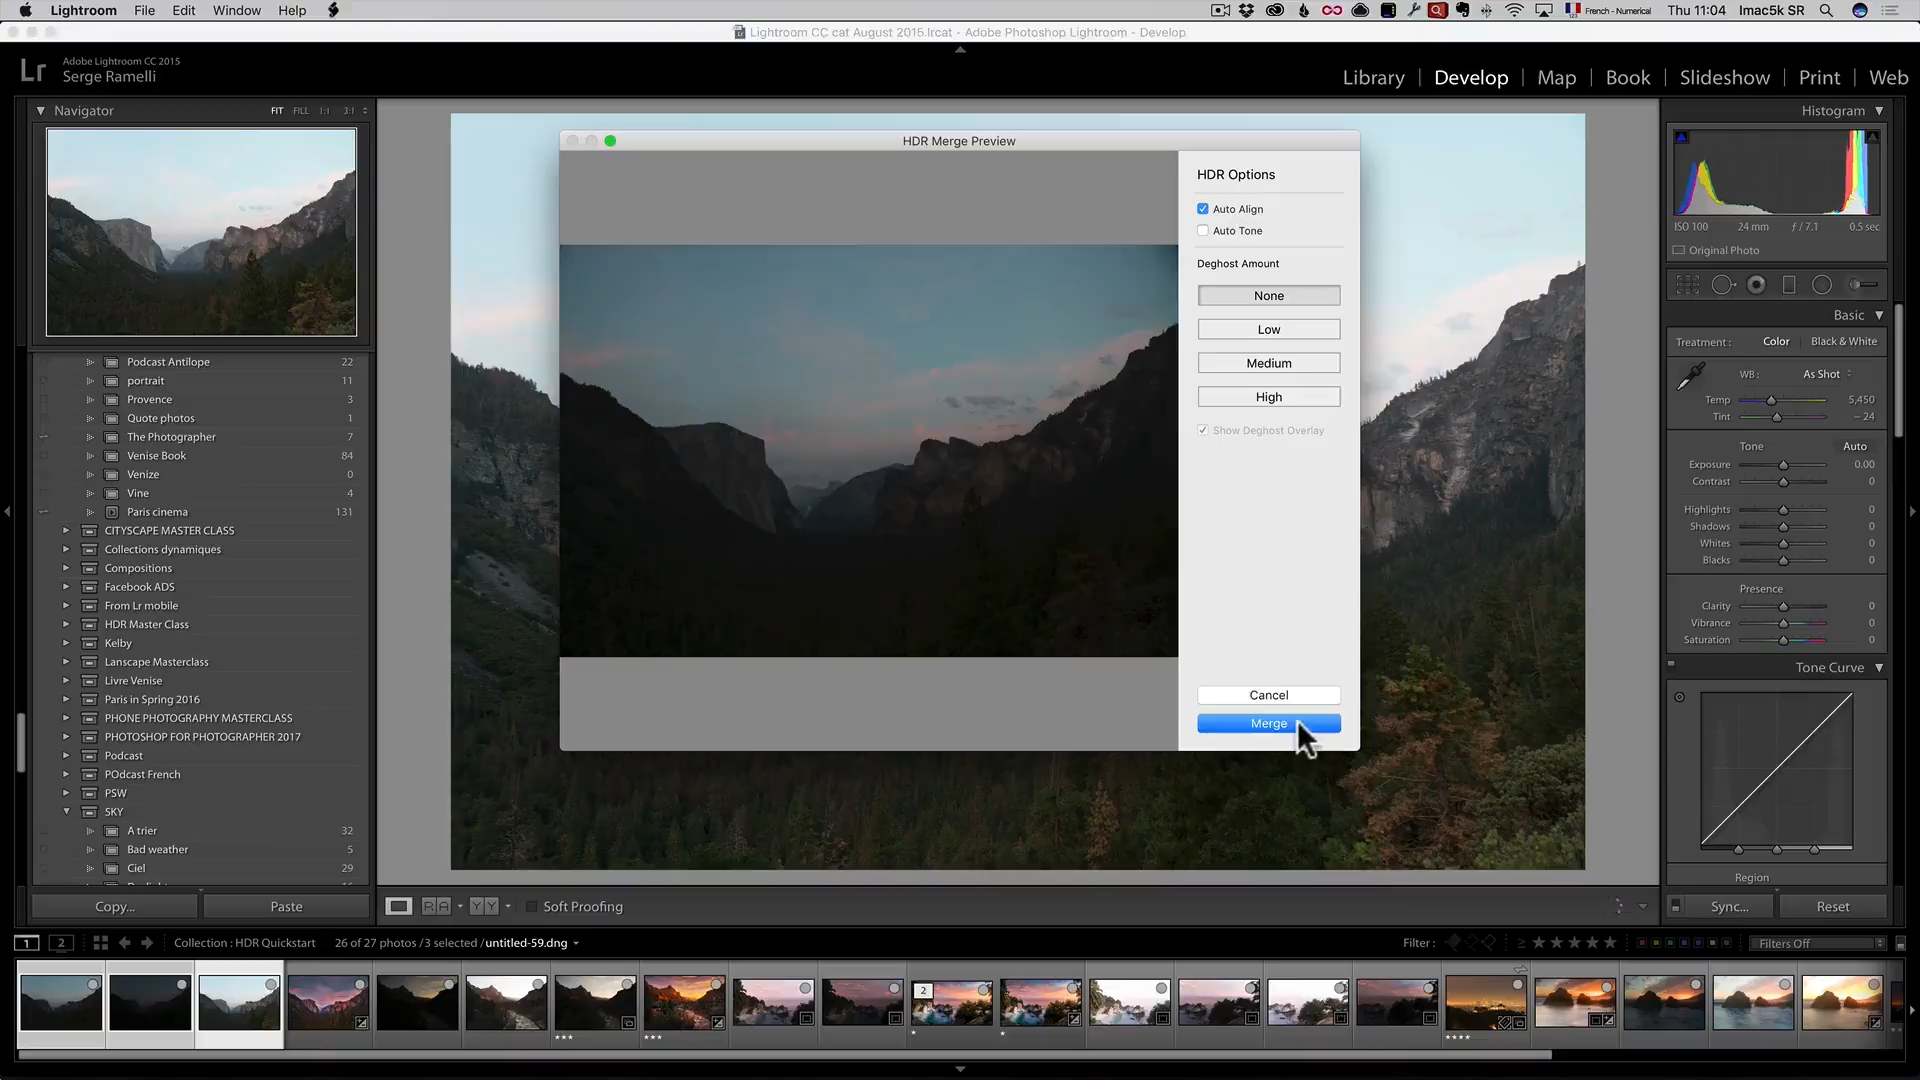 Lightroom File Edit Window Help
French - Numerical Thu 11:04 Imac5k SR
Lightroom CC cat August 2015.lrcat - Adobe Photoshop Lightroom - Develop
Lr
Adobe Lightroom CC 2015
Serge Ramelli
Library | Develop | Map | Book | Slideshow | Print | Web
Navigator FIT FILL 1:1 3:1
Podcast Antilope 22
portrait 11
Provence 3
Quote photos 1
The Photographer 7
Venise Book 84
Venize 0
Vine 4
Paris cinema 131
CITYSCAPE MASTER CLASS
Collections dynamiques
Compositions
Facebook ADS
From Lr mobile
HDR Master Class
Kelby
Lanscape Masterclass
Livre Venise
Paris in Spring 2016
PHONE PHOTOGRAPHY MASTERCLASS
PHOTOSHOP FOR PHOTOGRAPHER 2017
Podcast
POdcast French
PSW
SKY
A trier 32
Bad weather 5
Ciel 29
Copy... Paste
HDR Merge Preview
HDR Options
Auto Align
Auto Tone
Deghost Amount
None
Low
Medium
High
Show Deghost Overlay
Cancel
Merge
Histogram
ISO 100 24 mm ƒ / 7.1 0.5 sec
Original Photo
Basic
Treatment : Color | Black & White
WB : As Shot
Temp 5,450
Tint – 24
Tone Auto
Exposure 0.00
Contrast 0
Highlights 0
Shadows 0
Whites 0
Blacks 0
Presence
Clarity 0
Vibrance 0
Saturation 0
Tone Curve
Region
Sync... Reset
R A Y Y Soft Proofing
1 2 Collection : HDR Quickstart 26 of 27 photos /3 selected /untitled-59.dng
Filter : ≥ ★★★★★ Filters Off
2